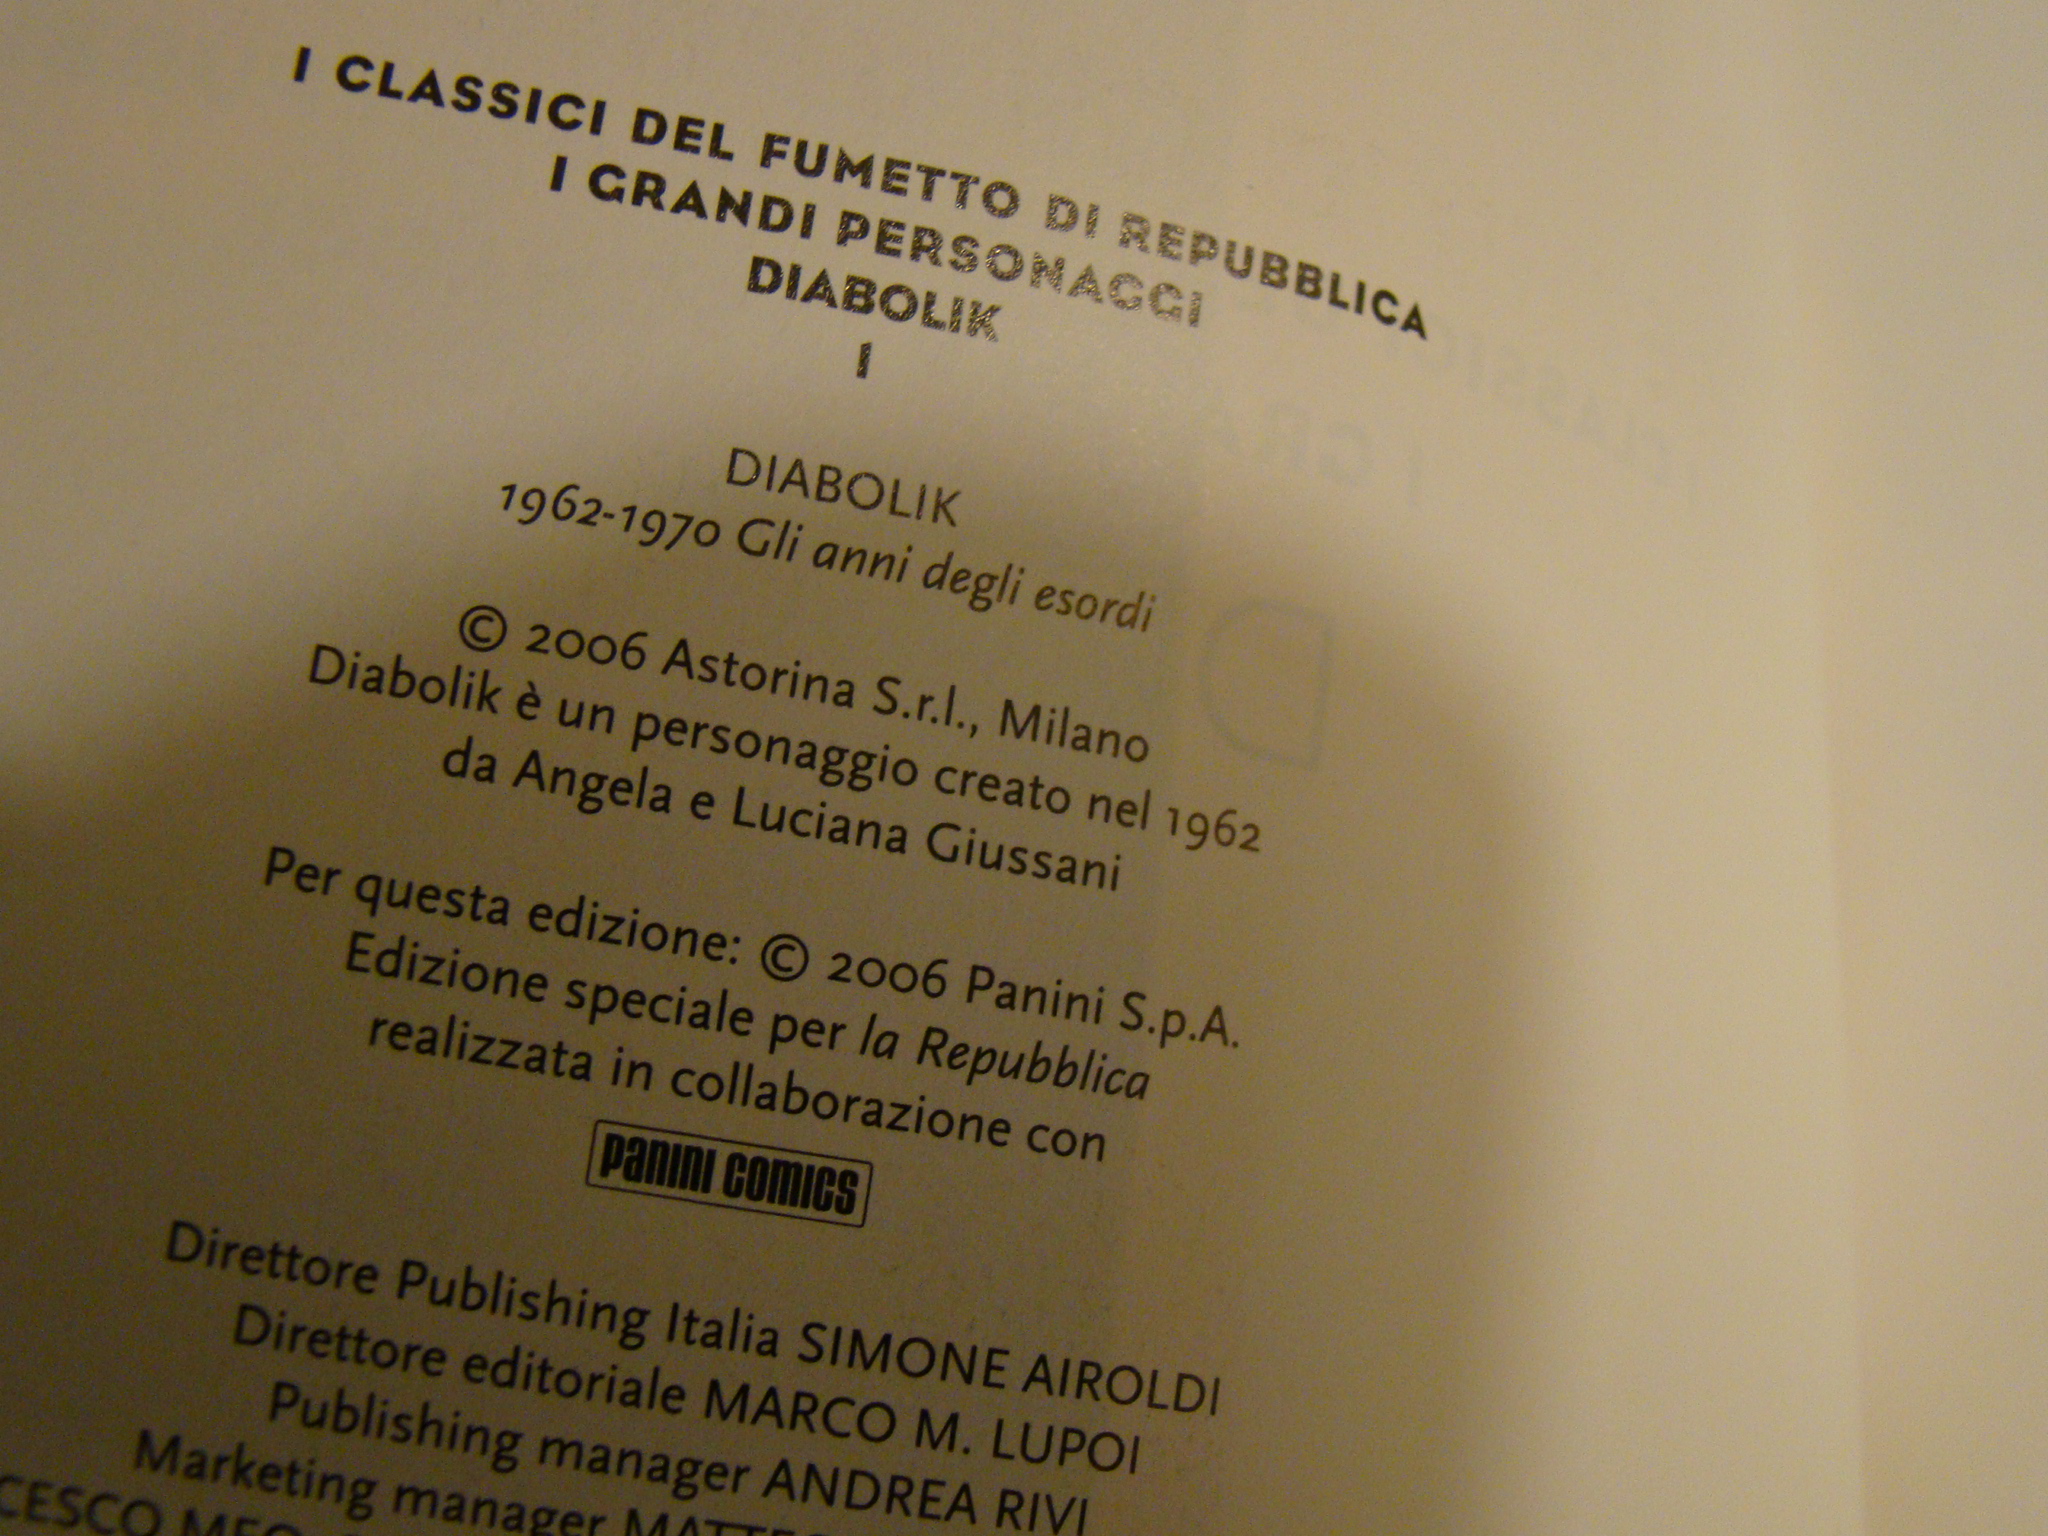 I CLASSICI DEL FUMETTO DI REPUBBLICA
I GRANDI PERSONAGGI
DIABOLIK
I
DIABOLIK
1962-1970 Gli anni degli esordi
© 2006 Astorina S.r.l., Milano
Diabolik è un personaggio creato nel 1962
da Angela e Luciana Giussani
Per questa edizione: © 2006 Panini S.p.A.
Edizione speciale per la Repubblica
realizzata in collaborazione con
PANINI COMICS
Direttore Publishing Italia SIMONE AIROLDI
Direttore editoriale MARCO M. LUPOI
Publishing manager ANDREA RIVI
Marketing manager